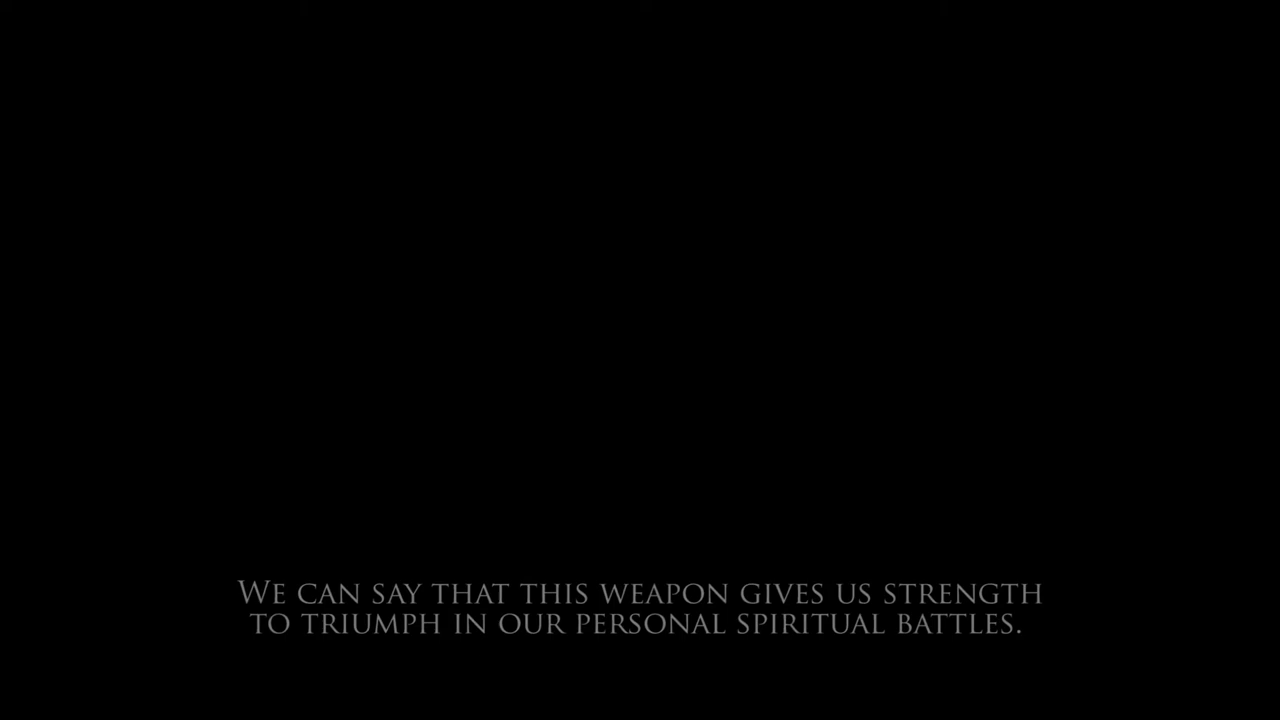 We can say that this weapon gives us strength
to triumph in our personal spiritual battles.